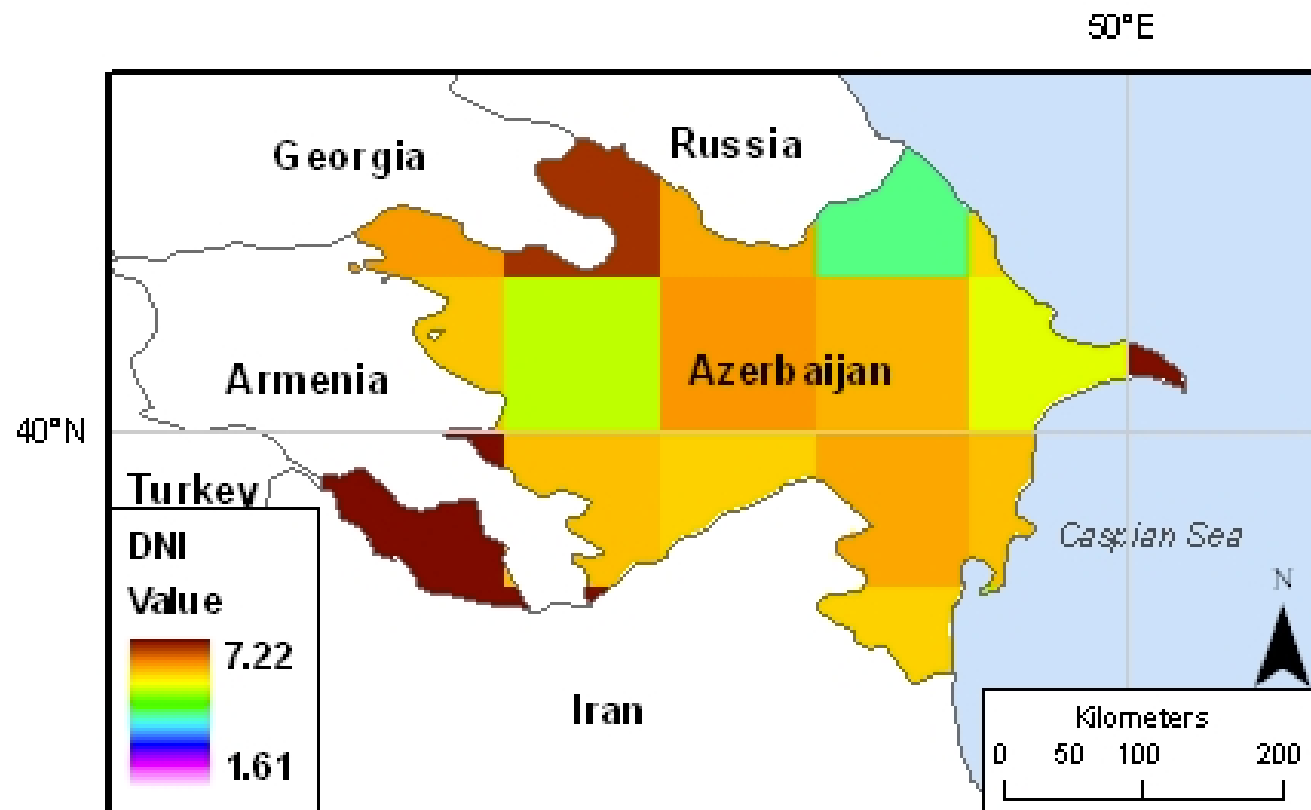 50°E
Georgia
Russia
Armenia
Azerbaijan
40°N
Turkey
Caspian Sea
DNI
Value
7.22
1.61
Iran
N
Kilometers
0 50 100 200